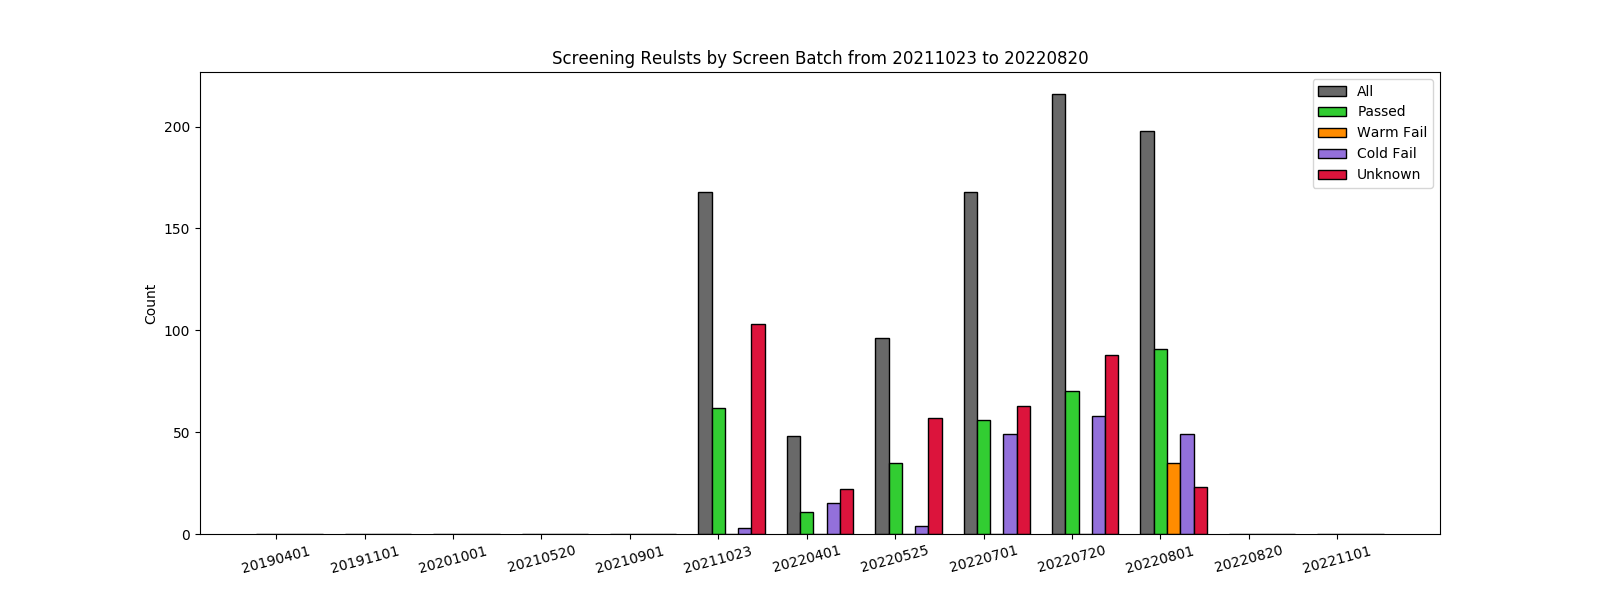 Screening Reulsts by Screen Batch from 20211023 to 20220820
All
Passed
Warm Fail
Cold Fail
Unknown
Count
200
150
100
50
0
20190401
20191101
20201001
20210520
20210901
20211023
20220401
20220525
20220701
20220720
20220801
20220820
20221101